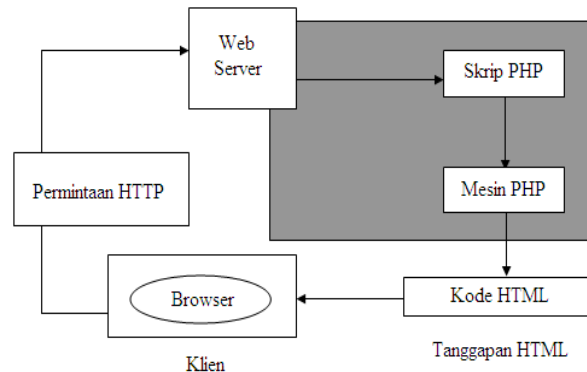 Web
Server
Skrip PHP
Permintaan HTTP
Mesin PHP
Browser
Kode HTML
Klien
Tanggapan HTML